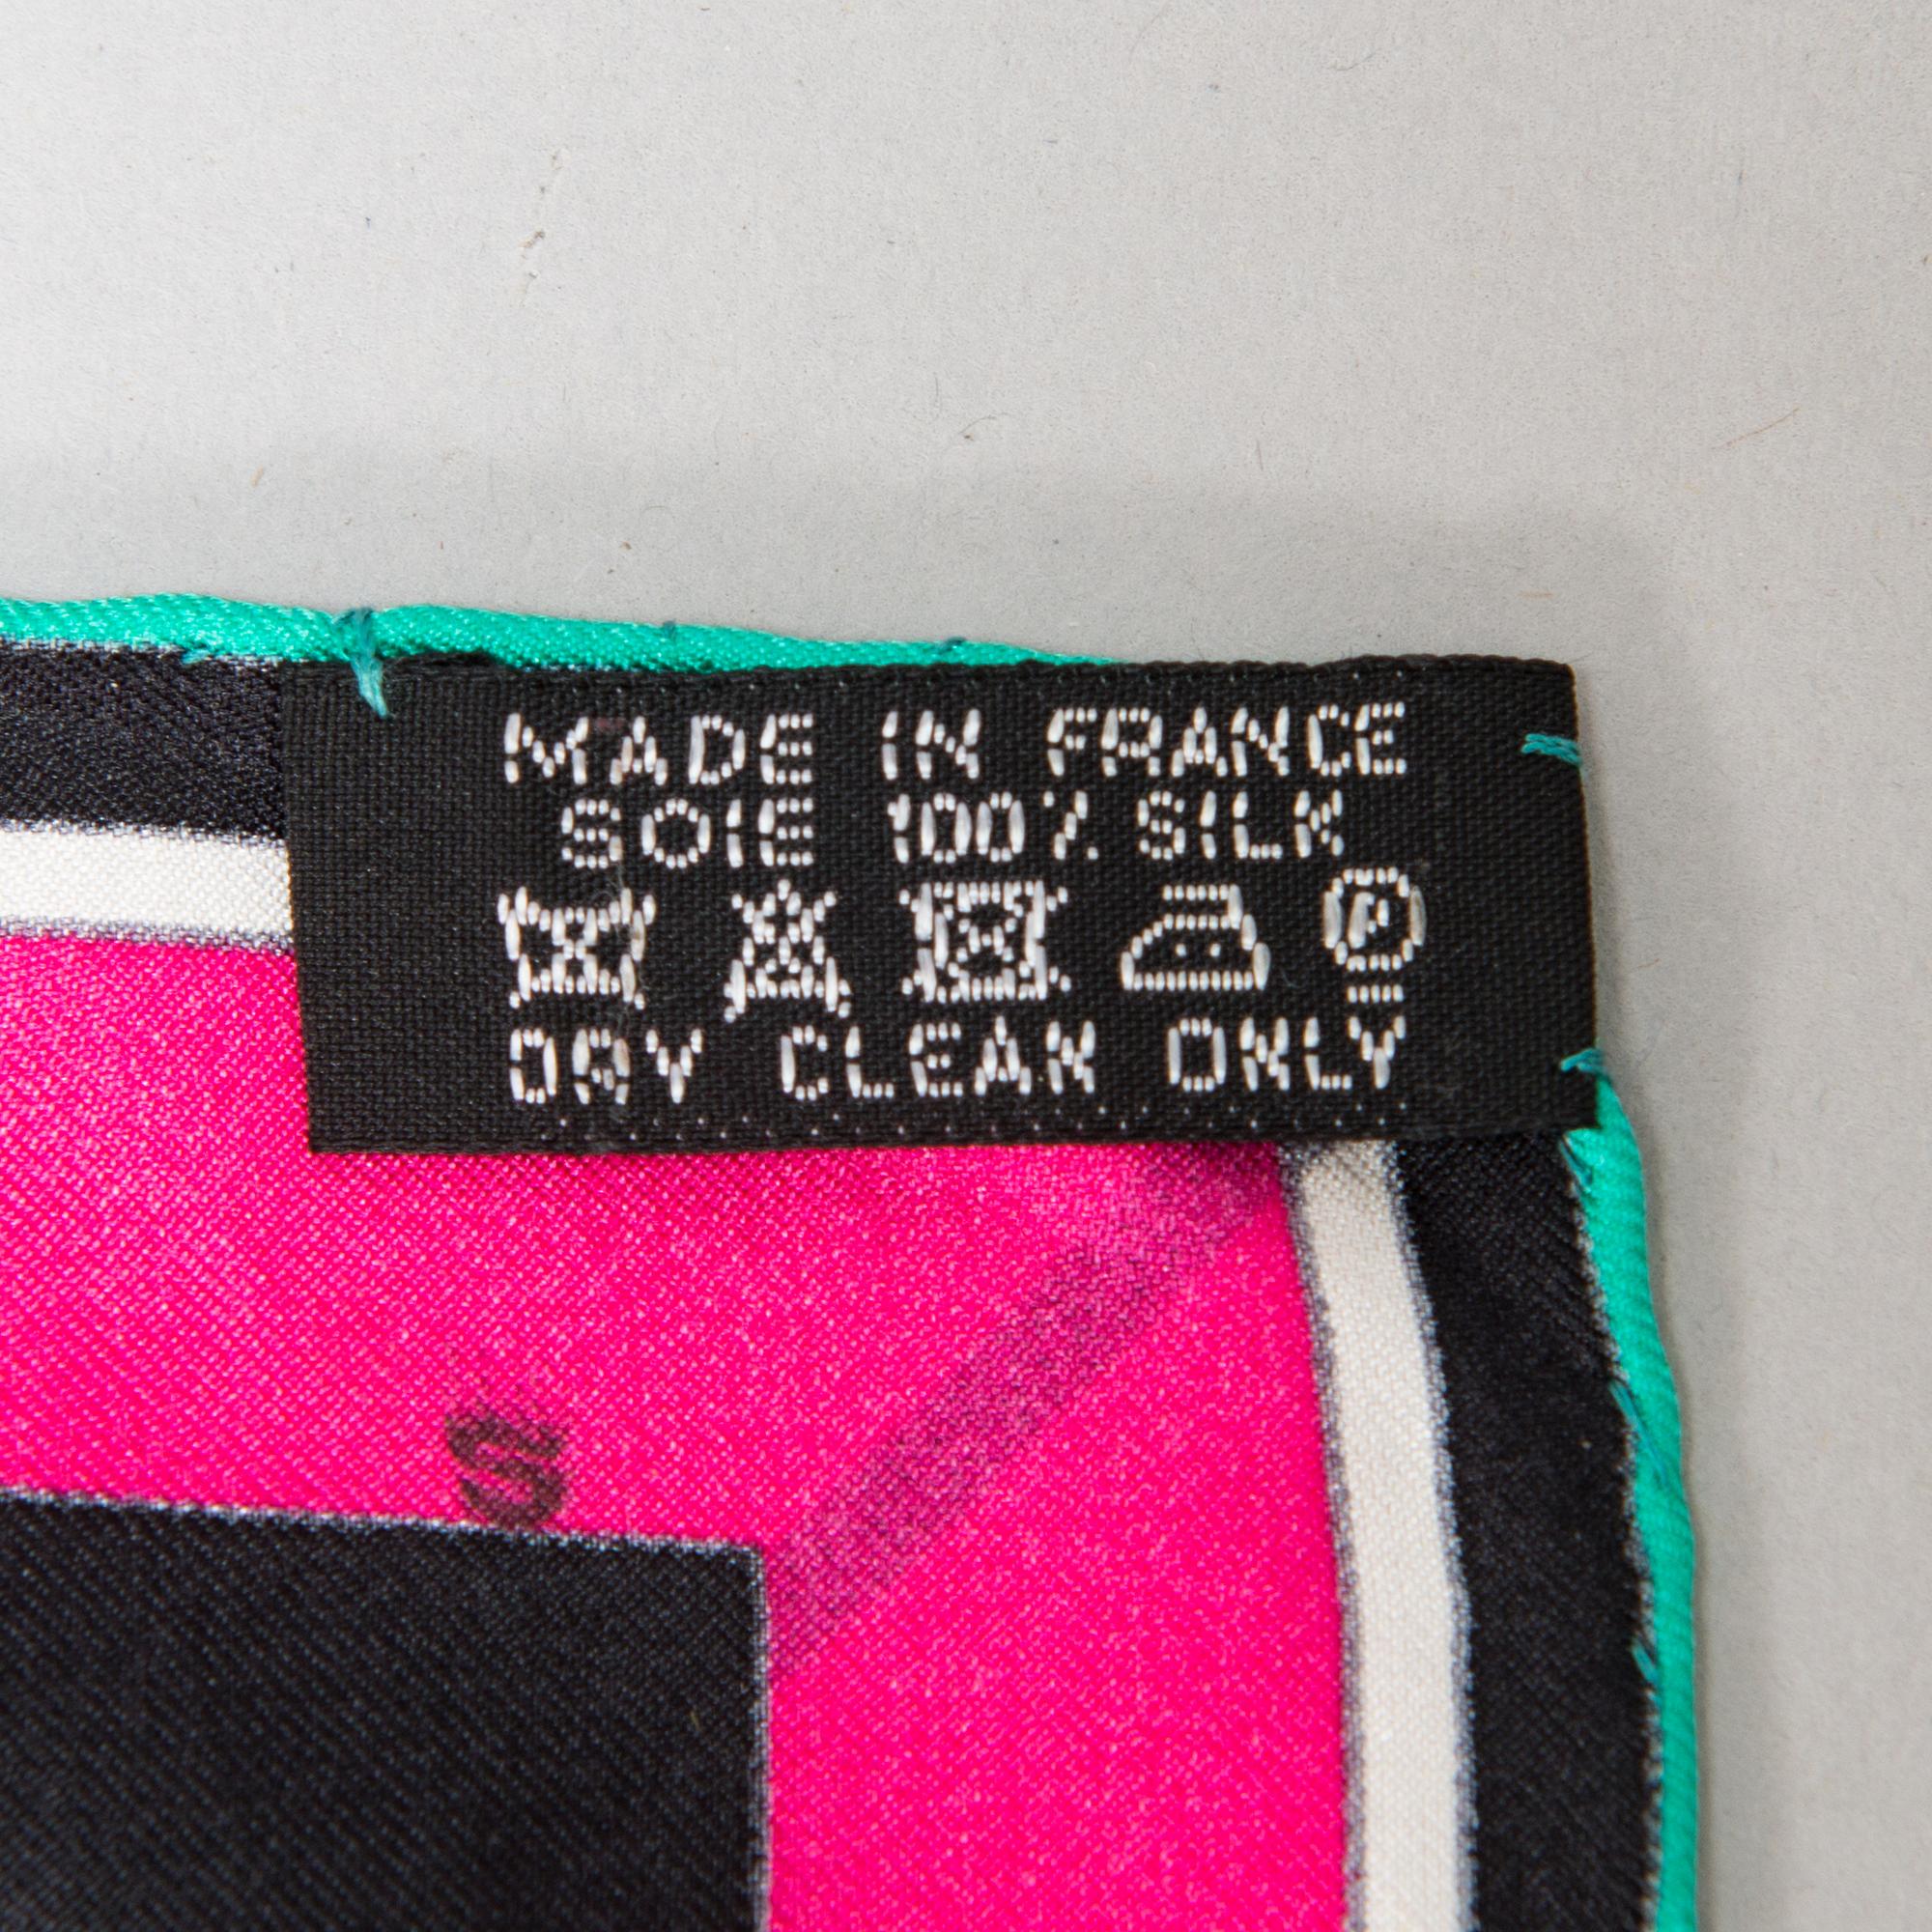 MADE IN FRANCE
SOIE 100% SILK
P
DRY CLEAN ONLY